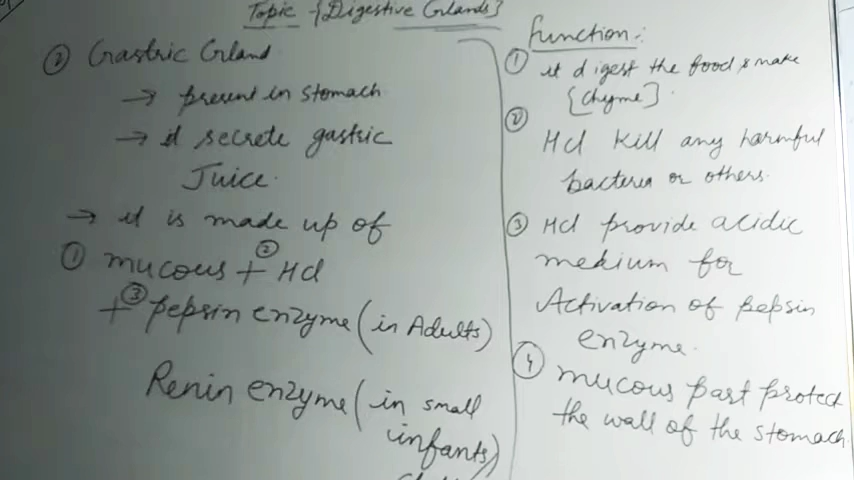 Topic {Digestive Glands}
② Gastric Gland
→ present in stomach
→ it secrete gastric
Juice.
→ it is made up of
① mucous + ② Hcl
+ ③ pepsin enzyme (in Adults)
Renin enzyme (in small
infants)
function :-
① it digest the food & make
{chyme}.
② Hcl kill any harmful
bacteria or others.
③ Hcl provide acidic
medium for
Activation of pepsin
enzyme.
④ mucous part protect
the wall of the stomach.